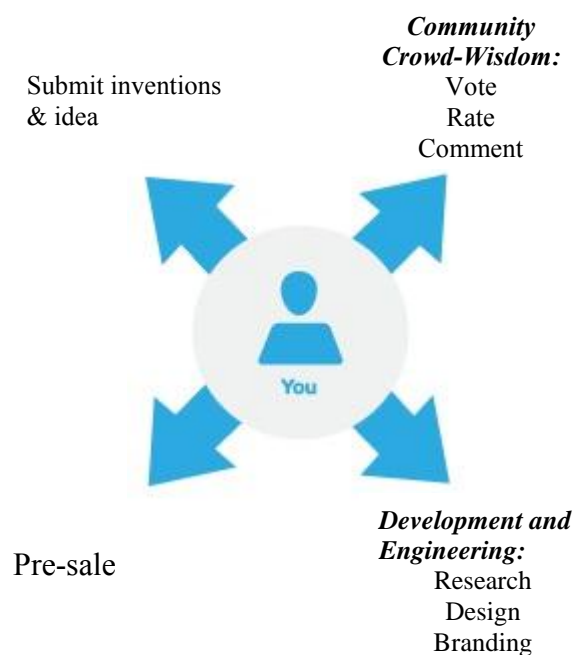 Submit inventions
& idea
Community
Crowd-Wisdom:
Vote
Rate
Comment
You
Pre-sale
Development and
Engineering:
Research
Design
Branding